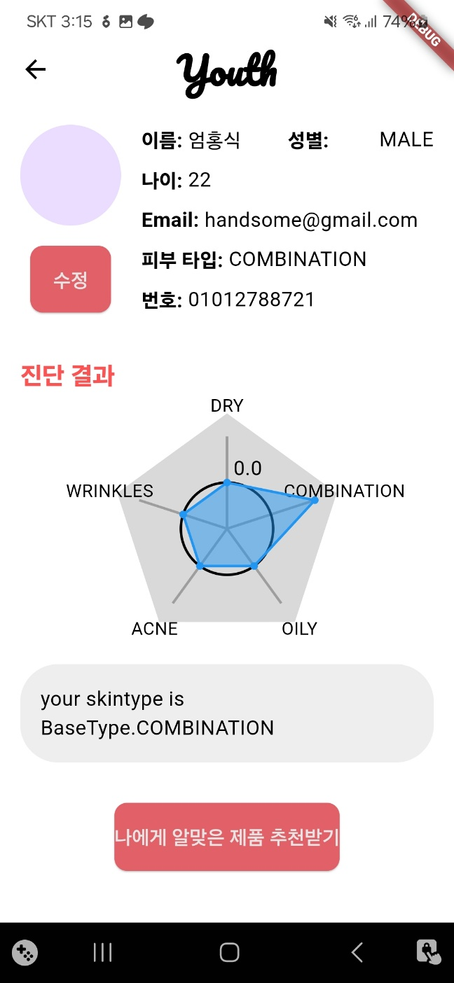 SKT 3:15
74%
DEBUG
Youth
이름: 엄홍식 성별: MALE
나이: 22
Email: handsome@gmail.com
수정
피부 타입: COMBINATION
번호: 01012788721
진단 결과
DRY
0.0
WRINKLES
COMBINATION
ACNE
OILY
your skintype is
BaseType.COMBINATION
나에게 알맞은 제품 추천받기